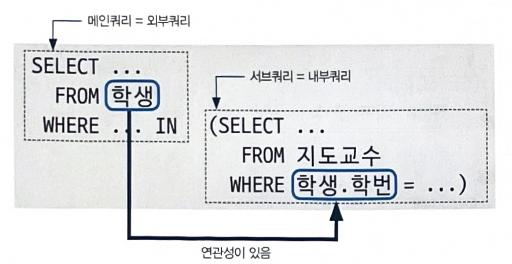 메인쿼리 = 외부쿼리
SELECT ...
FROM 학생
WHERE ... IN
서브쿼리 = 내부쿼리
(SELECT ...
FROM 지도교수
WHERE 학생.학번 = ...)
연관성이 있음